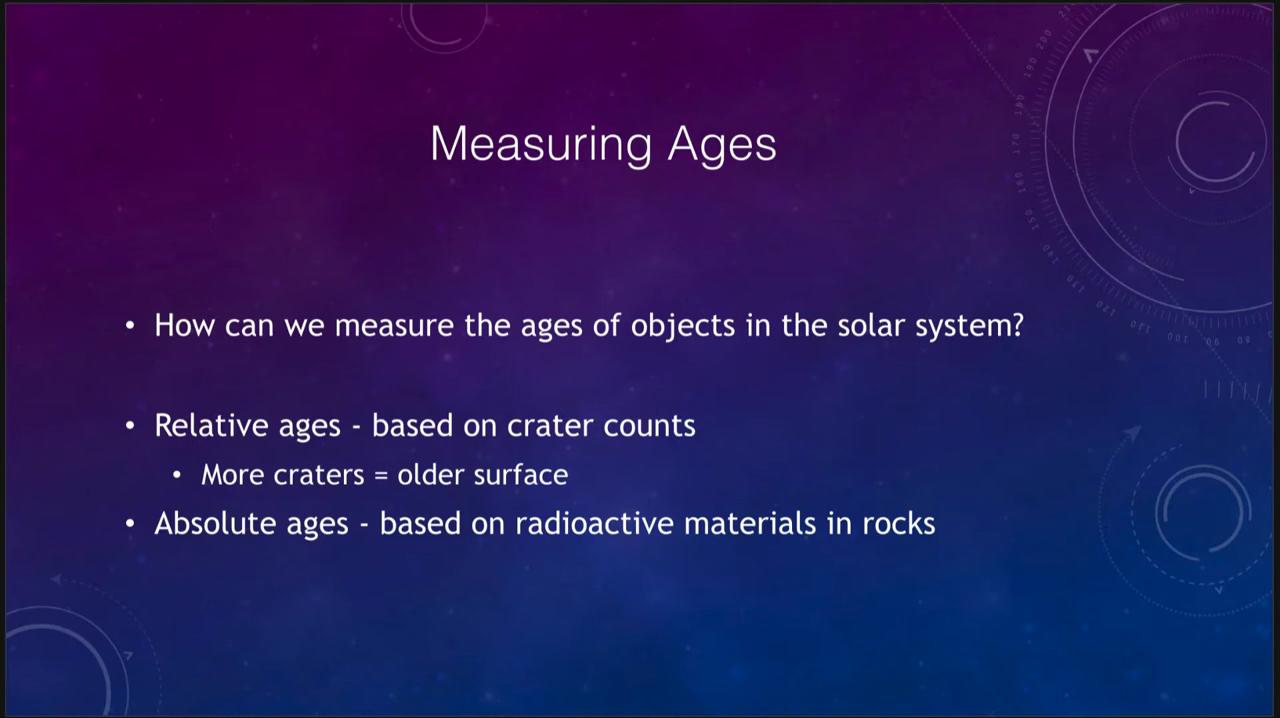 Measuring Ages
• How can we measure the ages of objects in the solar system?
• Relative ages - based on crater counts
• More craters = older surface
• Absolute ages - based on radioactive materials in rocks